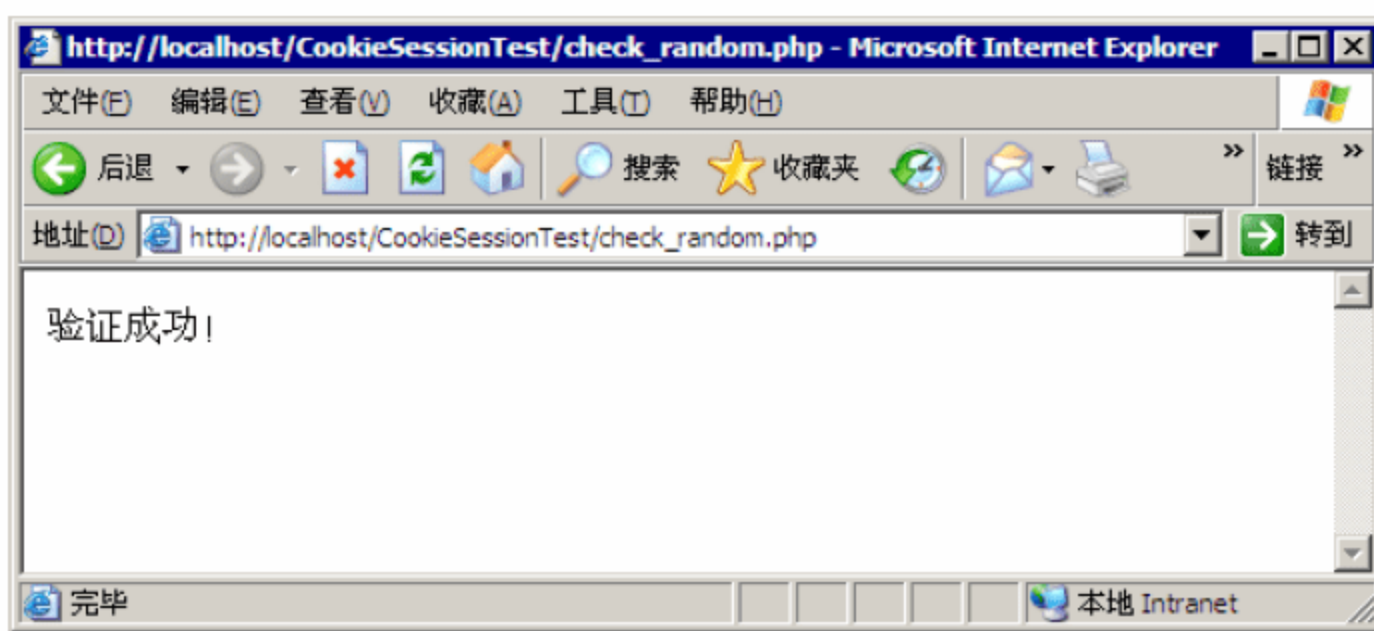 http://localhost/CookieSessionTest/check_random.php - Microsoft Internet Explorer
文件(F) 编辑(E) 查看(V) 收藏(A) 工具(T) 帮助(H)
后退 搜索 收藏夹 » 链接 »
地址(D) http://localhost/CookieSessionTest/check_random.php 转到
验证成功!
完毕 本地 Intranet